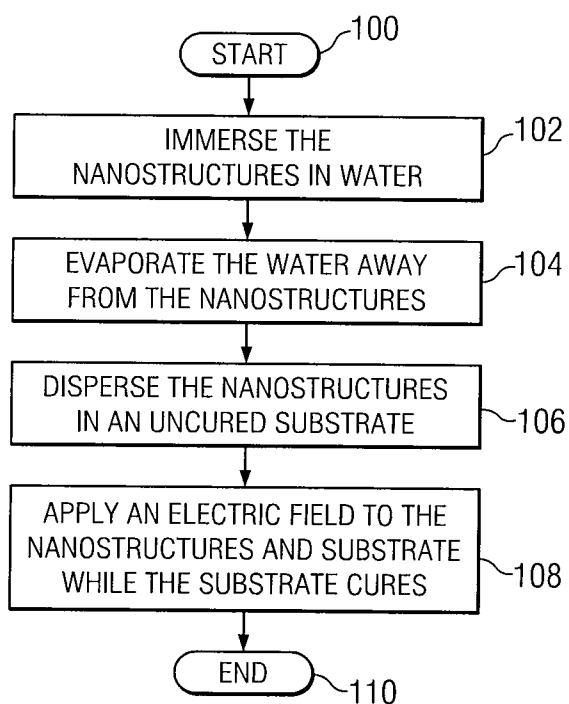 START
100
IMMERSE THE
NANOSTRUCTURES IN WATER
102
EVAPORATE THE WATER AWAY
FROM THE NANOSTRUCTURES
104
DISPERSE THE NANOSTRUCTURES
IN AN UNCURED SUBSTRATE
106
APPLY AN ELECTRIC FIELD TO THE
NANOSTRUCTURES AND SUBSTRATE
WHILE THE SUBSTRATE CURES
108
END
110